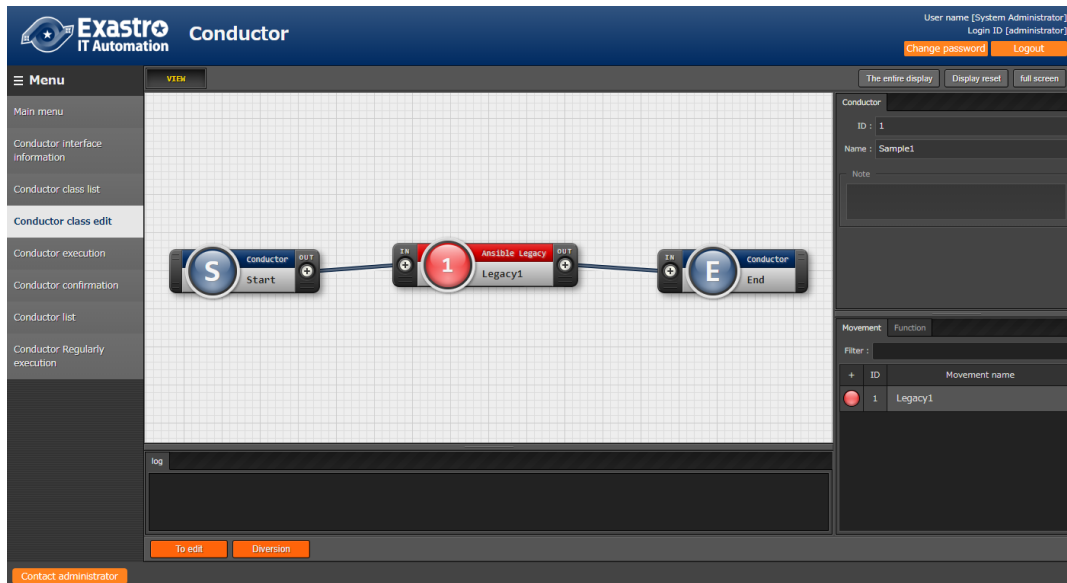 Exastro
IT Automation
Conductor
User name [System Administrator]
Login ID [administrator]
Change password
Logout
Menu
Main menu
Conductor interface
information
Conductor class list
Conductor class edit
Conductor execution
Conductor confirmation
Conductor list
Conductor Regularly
execution
VIEW
The entire display
Display reset
full screen
S
Conductor
Start
OUT
IN
1
Ansible Legacy
Legacy1
OUT
IN
E
Conductor
End
Conductor
ID : 1
Name : Sample1
Note
Movement
Function
Filter :
+ ID Movement name
1 Legacy1
log
To edit
Diversion
Contact administrator